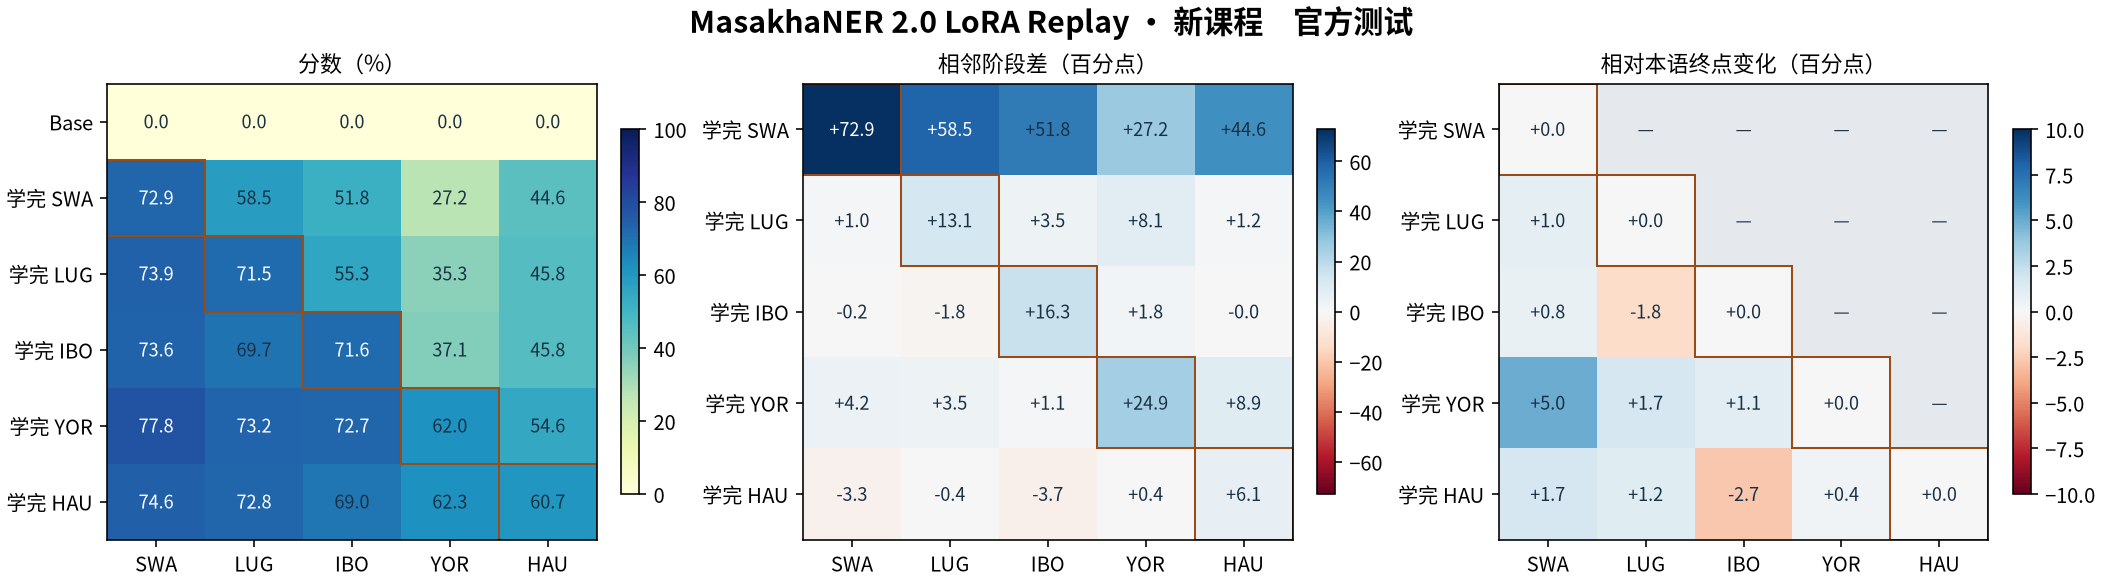 MasakhaNER 2.0 LoRA Replay · 新课程　官方测试
分数（%）
Base 0.0 0.0 0.0 0.0 0.0
学完 SWA 72.9 58.5 51.8 27.2 44.6
学完 LUG 73.9 71.5 55.3 35.3 45.8
学完 IBO 73.6 69.7 71.6 37.1 45.8
学完 YOR 77.8 73.2 72.7 62.0 54.6
学完 HAU 74.6 72.8 69.0 62.3 60.7
SWA LUG IBO YOR HAU
100
80
60
40
20
0
相邻阶段差（百分点）
学完 SWA +72.9 +58.5 +51.8 +27.2 +44.6
学完 LUG +1.0 +13.1 +3.5 +8.1 +1.2
学完 IBO -0.2 -1.8 +16.3 +1.8 -0.0
学完 YOR +4.2 +3.5 +1.1 +24.9 +8.9
学完 HAU -3.3 -0.4 -3.7 +0.4 +6.1
SWA LUG IBO YOR HAU
60
40
20
0
−20
−40
−60
相对本语终点变化（百分点）
学完 SWA +0.0 — — — —
学完 LUG +1.0 +0.0 — — —
学完 IBO +0.8 -1.8 +0.0 — —
学完 YOR +5.0 +1.7 +1.1 +0.0 —
学完 HAU +1.7 +1.2 -2.7 +0.4 +0.0
SWA LUG IBO YOR HAU
10.0
7.5
5.0
2.5
0.0
−2.5
−5.0
−7.5
−10.0